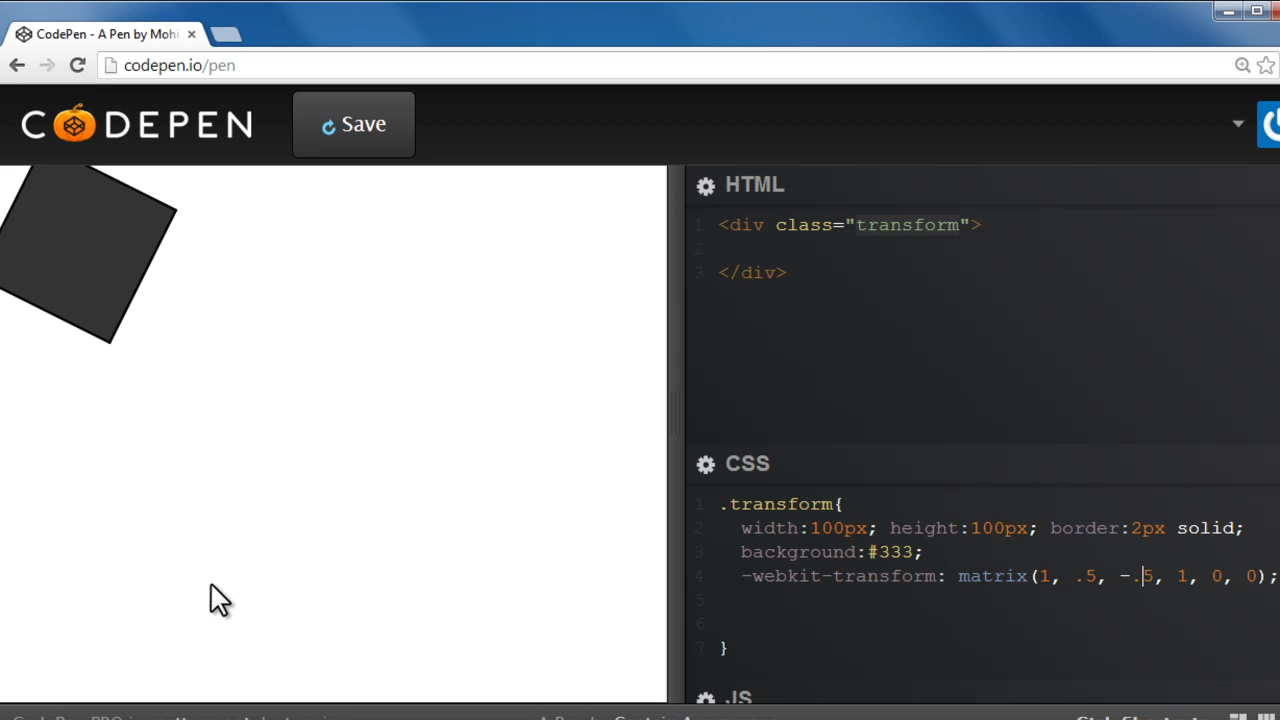 CodePen - A Pen by Mohi
codepen.io/pen
CODEPEN
Save
HTML
1 <div class="transform">
2
3 </div>
CSS
1 .transform{
2 width:100px; height:100px; border:2px solid;
3 background:#333;
4 -webkit-transform: matrix(1, .5, -.5, 1, 0, 0);
5
6
7 }
JS